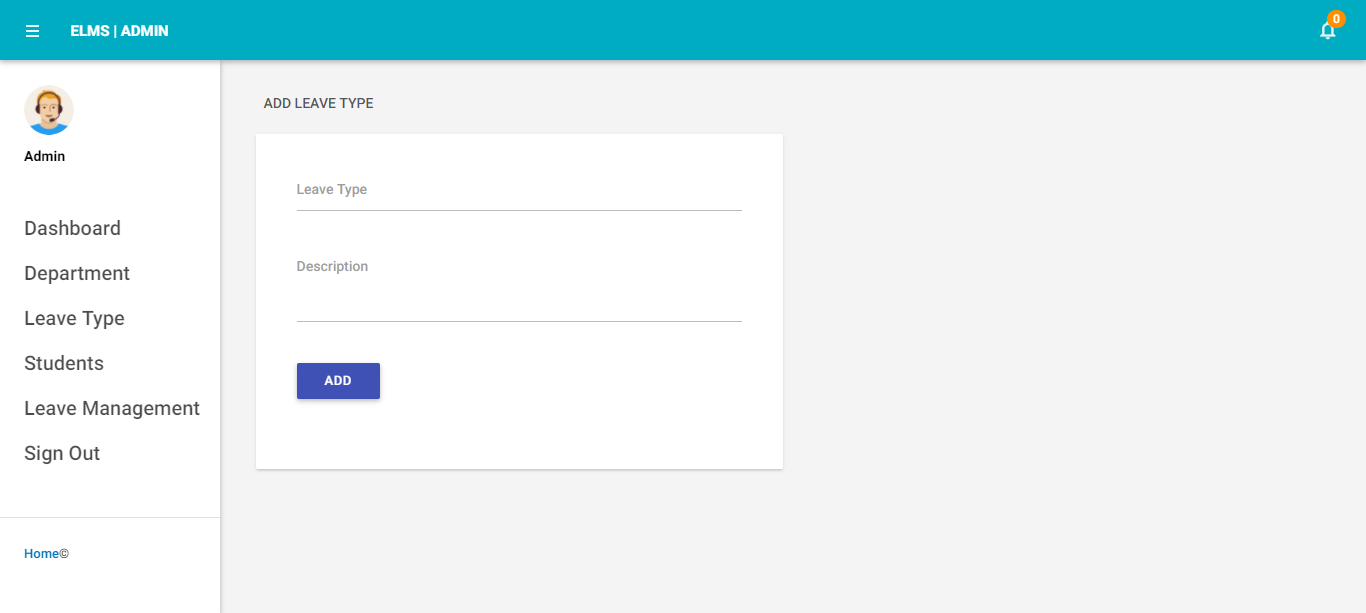 ELMS | ADMIN
0
Admin
Dashboard
Department
Leave Type
Students
Leave Management
Sign Out
Home©
ADD LEAVE TYPE
Leave Type
Description
ADD